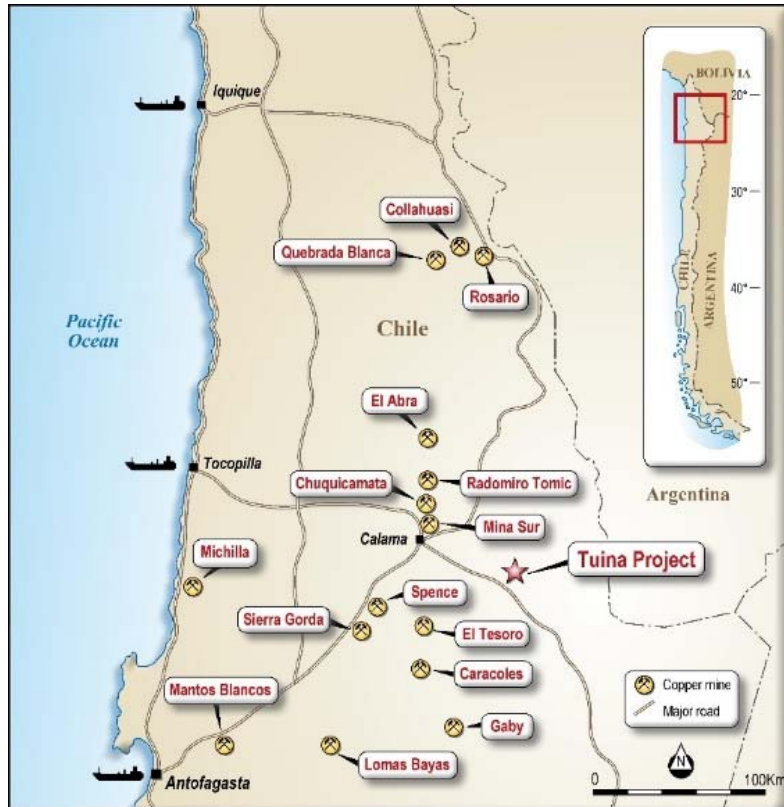 BOLIVIA
20°
Iquique
30°
Collahuasi
Quebrada Blanca
Rosario
CHILE
ARGENTINA
40°
Pacific
Ocean
Chile
50°
El Abra
Tocopilla
Chuquicamata
Radomiro Tomic
Argentina
Mina Sur
Calama
Michilla
Tuina Project
Spence
Sierra Gorda
El Tesoro
Caracoles
Mantos Blancos
Copper mine
Major road
Gaby
Lomas Bayas
N
Antofagasta
0
100Km